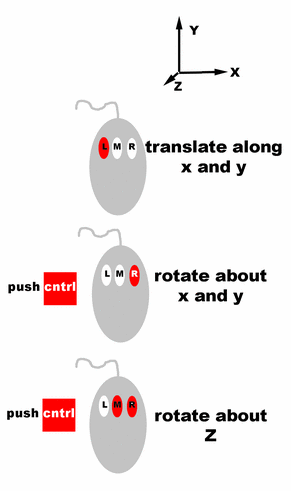 Y
X
Z
L M R translate along
x and y
L M R rotate about
x and y
push cntrl
L M R
push cntrl rotate about
Z